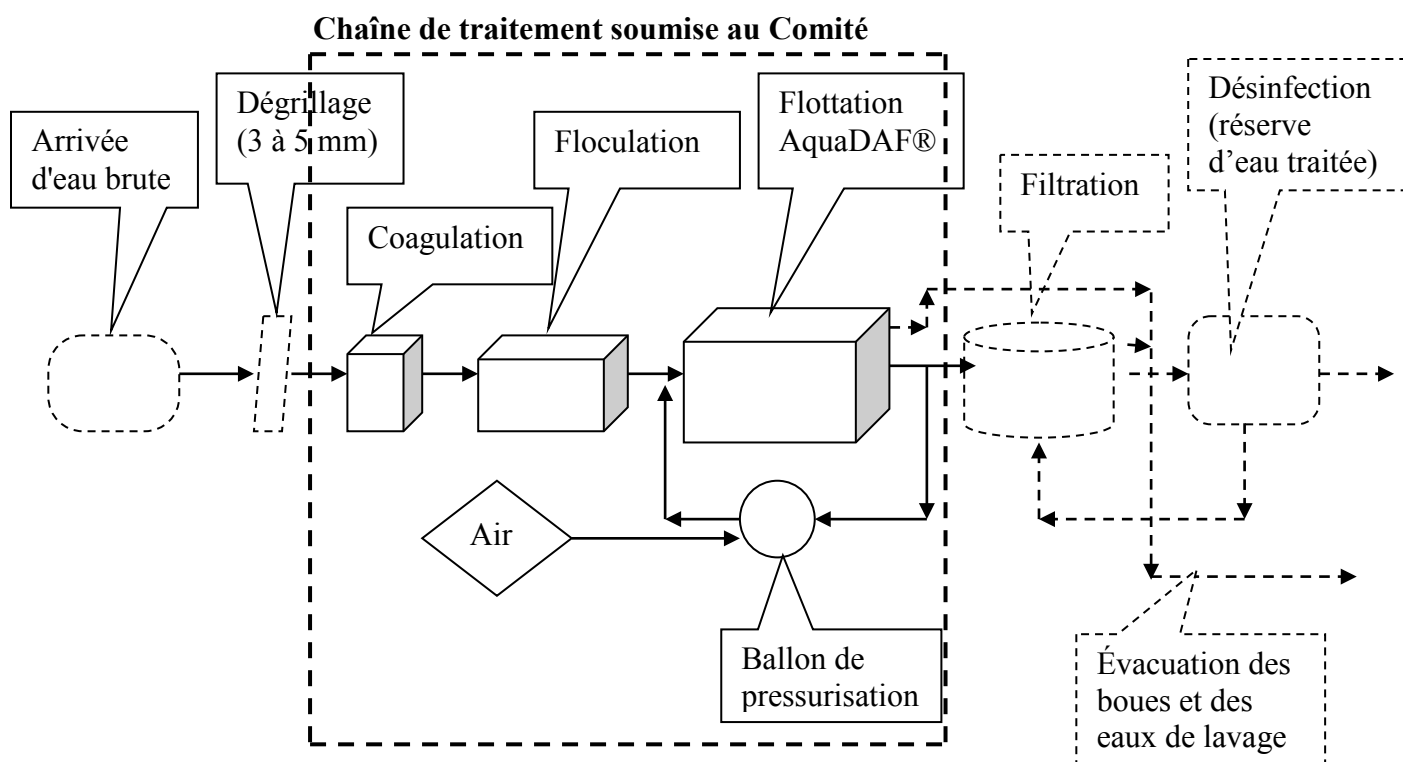 Chaîne de traitement soumise au Comité
Arrivée
d'eau brute
Dégrillage
(3 à 5 mm)
Coagulation
Floculation
Flottation
AquaDAF®
Filtration
Désinfection
(réserve
d’eau traitée)
Air
Ballon de
pressurisation
Évacuation des
boues et des
eaux de lavage